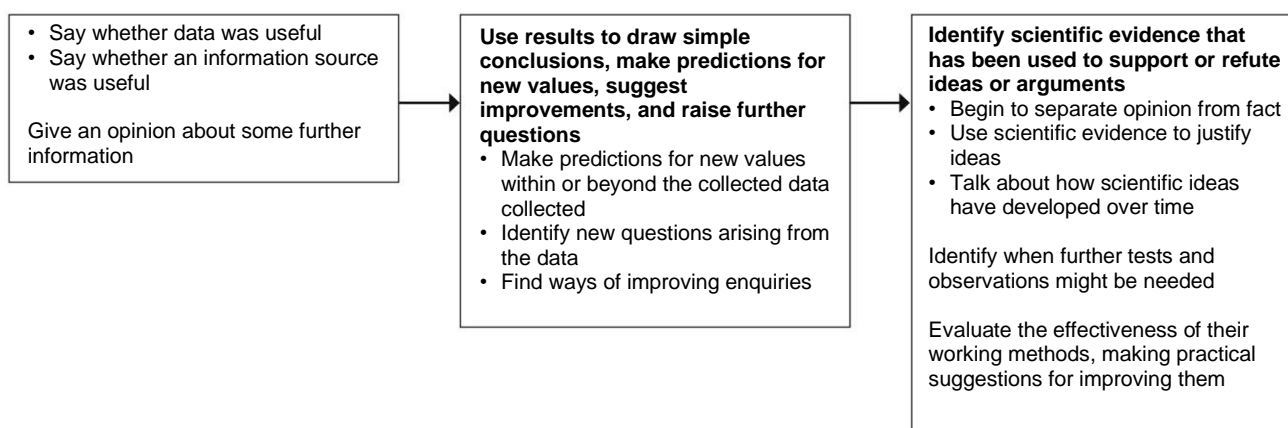 • Say whether data was useful
• Say whether an information source
was useful
Give an opinion about some further
information
Use results to draw simple
conclusions, make predictions for
new values, suggest
improvements, and raise further
questions
• Make predictions for new values
within or beyond the collected data
collected
• Identify new questions arising from
the data
• Find ways of improving enquiries
Identify scientific evidence that
has been used to support or refute
ideas or arguments
• Begin to separate opinion from fact
• Use scientific evidence to justify
ideas
• Talk about how scientific ideas
have developed over time
Identify when further tests and
observations might be needed
Evaluate the effectiveness of their
working methods, making practical
suggestions for improving them